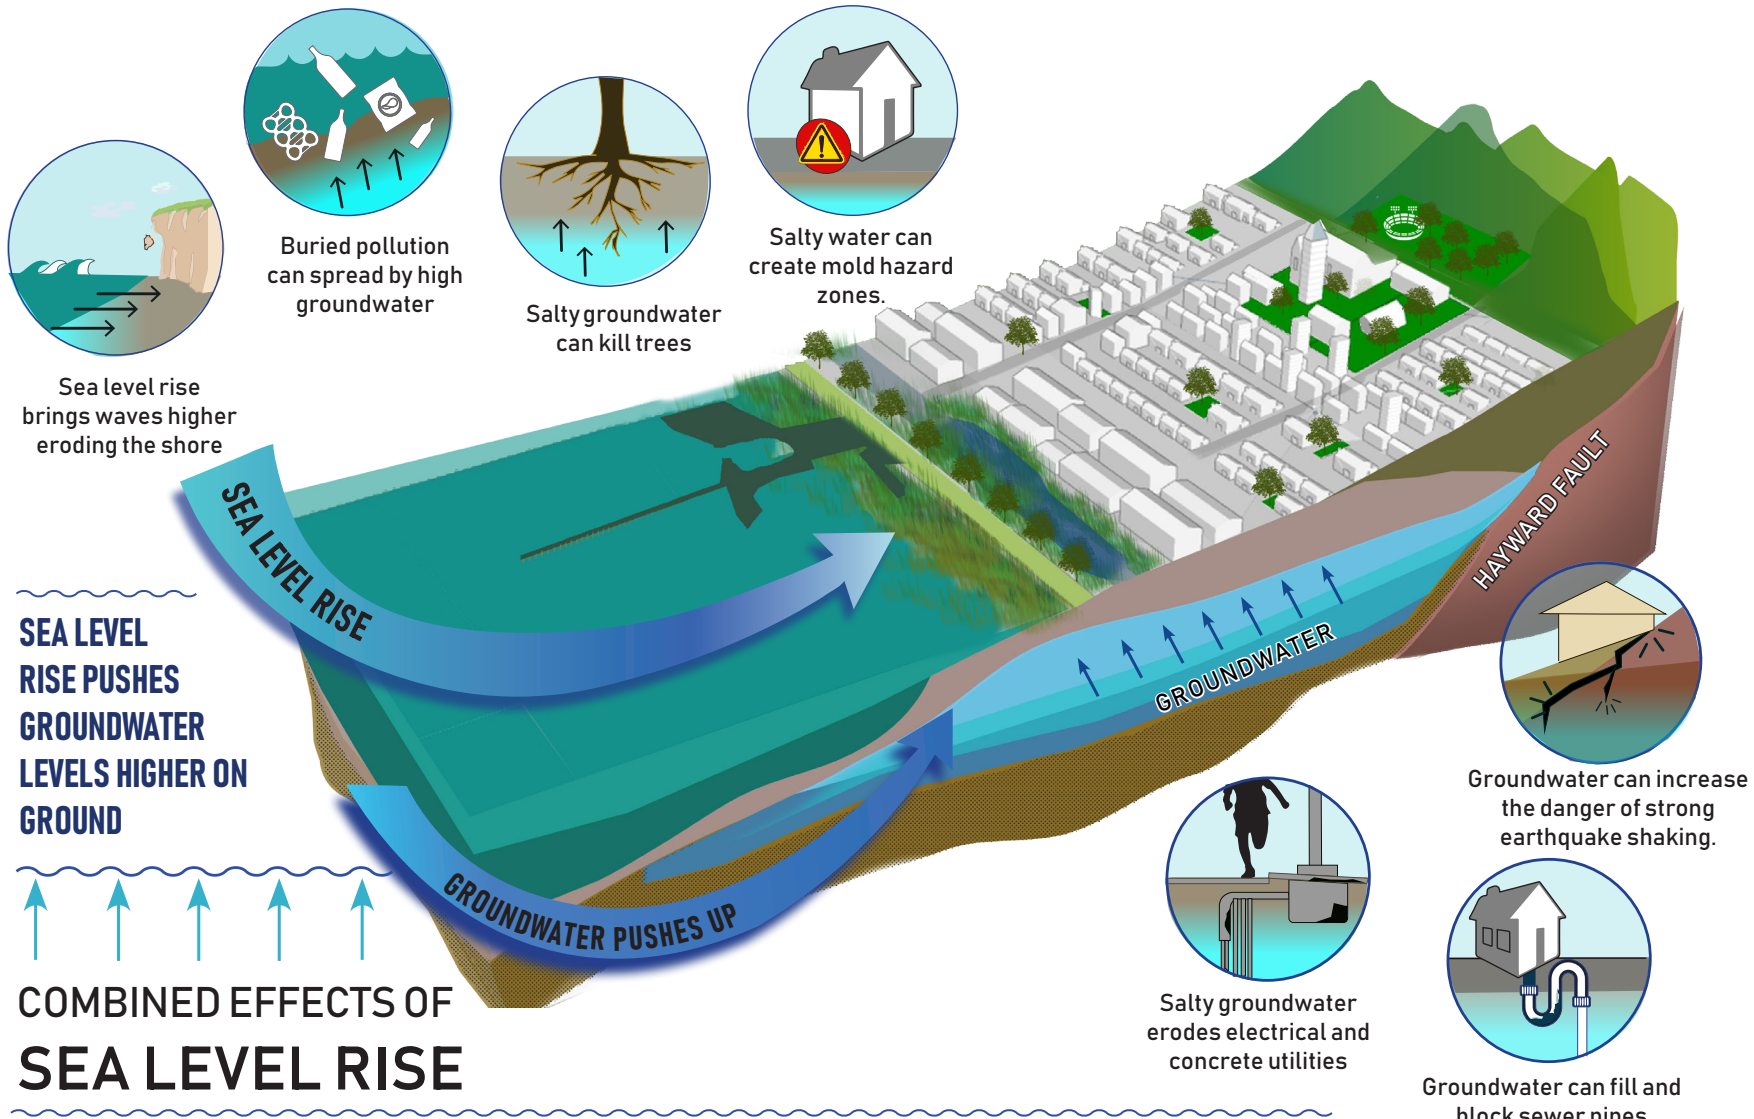 Sea level rise
brings waves higher
eroding the shore
Buried pollution
can spread by high
groundwater
Salty groundwater
can kill trees
Salty water can
create mold hazard
zones.
SEA LEVEL RISE
SEA LEVEL
RISE PUSHES
GROUNDWATER
LEVELS HIGHER ON
GROUND
GROUNDWATER PUSHES UP
GROUNDWATER
HAYWARD FAULT
Groundwater can increase
the danger of strong
earthquake shaking.
Salty groundwater
erodes electrical and
concrete utilities
Groundwater can fill and
block sewer pipes
COMBINED EFFECTS OF
SEA LEVEL RISE